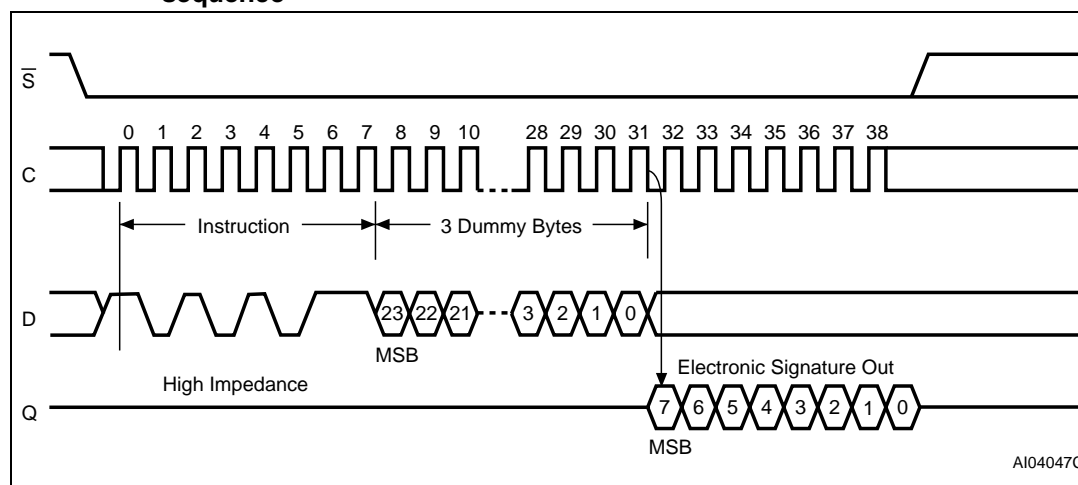 sequence
S
0 1 2 3 4 5 6 7 8 9 10 28 29 30 31 32 33 34 35 36 37 38
C
Instruction 3 Dummy Bytes
D
23 22 21 3 2 1 0
MSB
Electronic Signature Out
High Impedance
Q
7 6 5 4 3 2 1 0
MSB
AI04047C